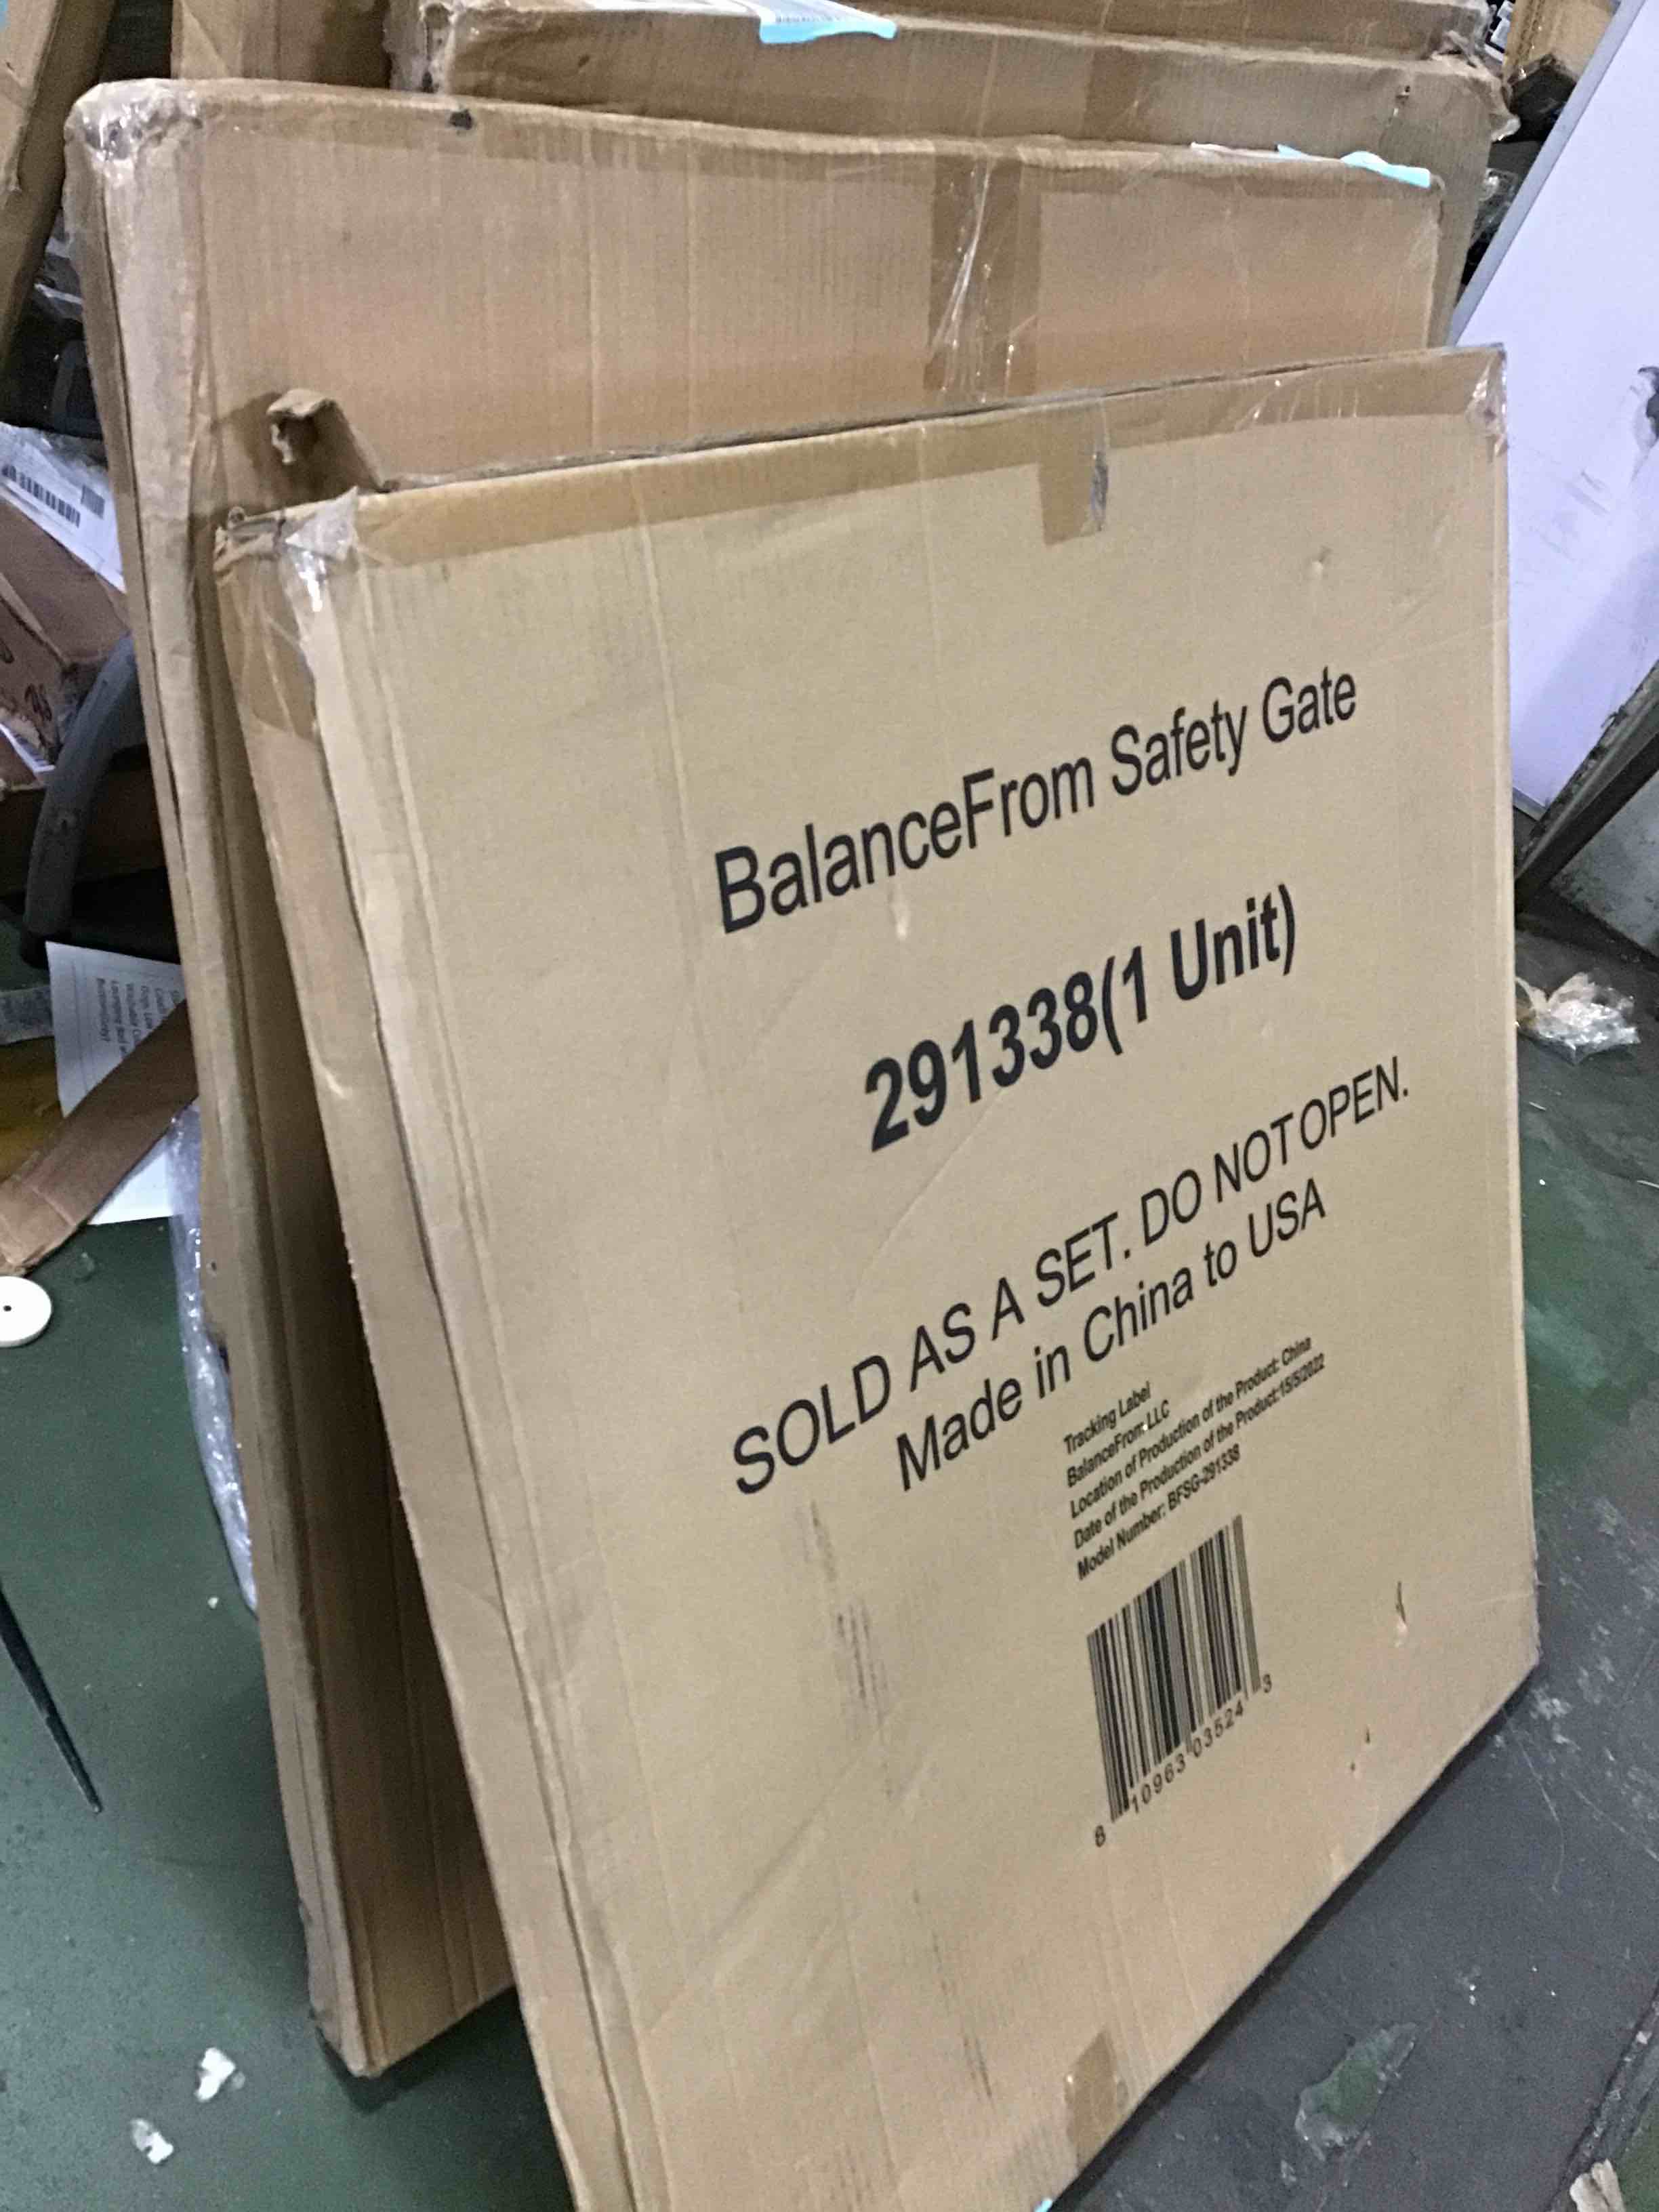 BalanceFrom Safety Gate
291338(1 Unit)
SOLD AS A SET. DO NOT OPEN.
Made in China to USA
Tracking Label
BalanceFrom LLC
Location of Production of the Product: China
Date of the Production of the Product:15/5/2022
Model Number: BFSG-291338
8 10963 03524 3